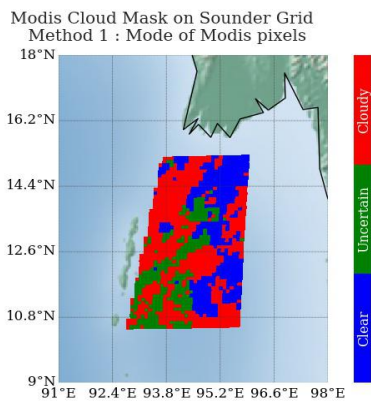 Modis Cloud Mask on Sounder Grid
Method 1 : Mode of Modis pixels
18°N
16.2°N
14.4°N
12.6°N
10.8°N
9°N
91°E 92.4°E 93.8°E 95.2°E 96.6°E 98°E
Cloudy
Uncertain
Clear